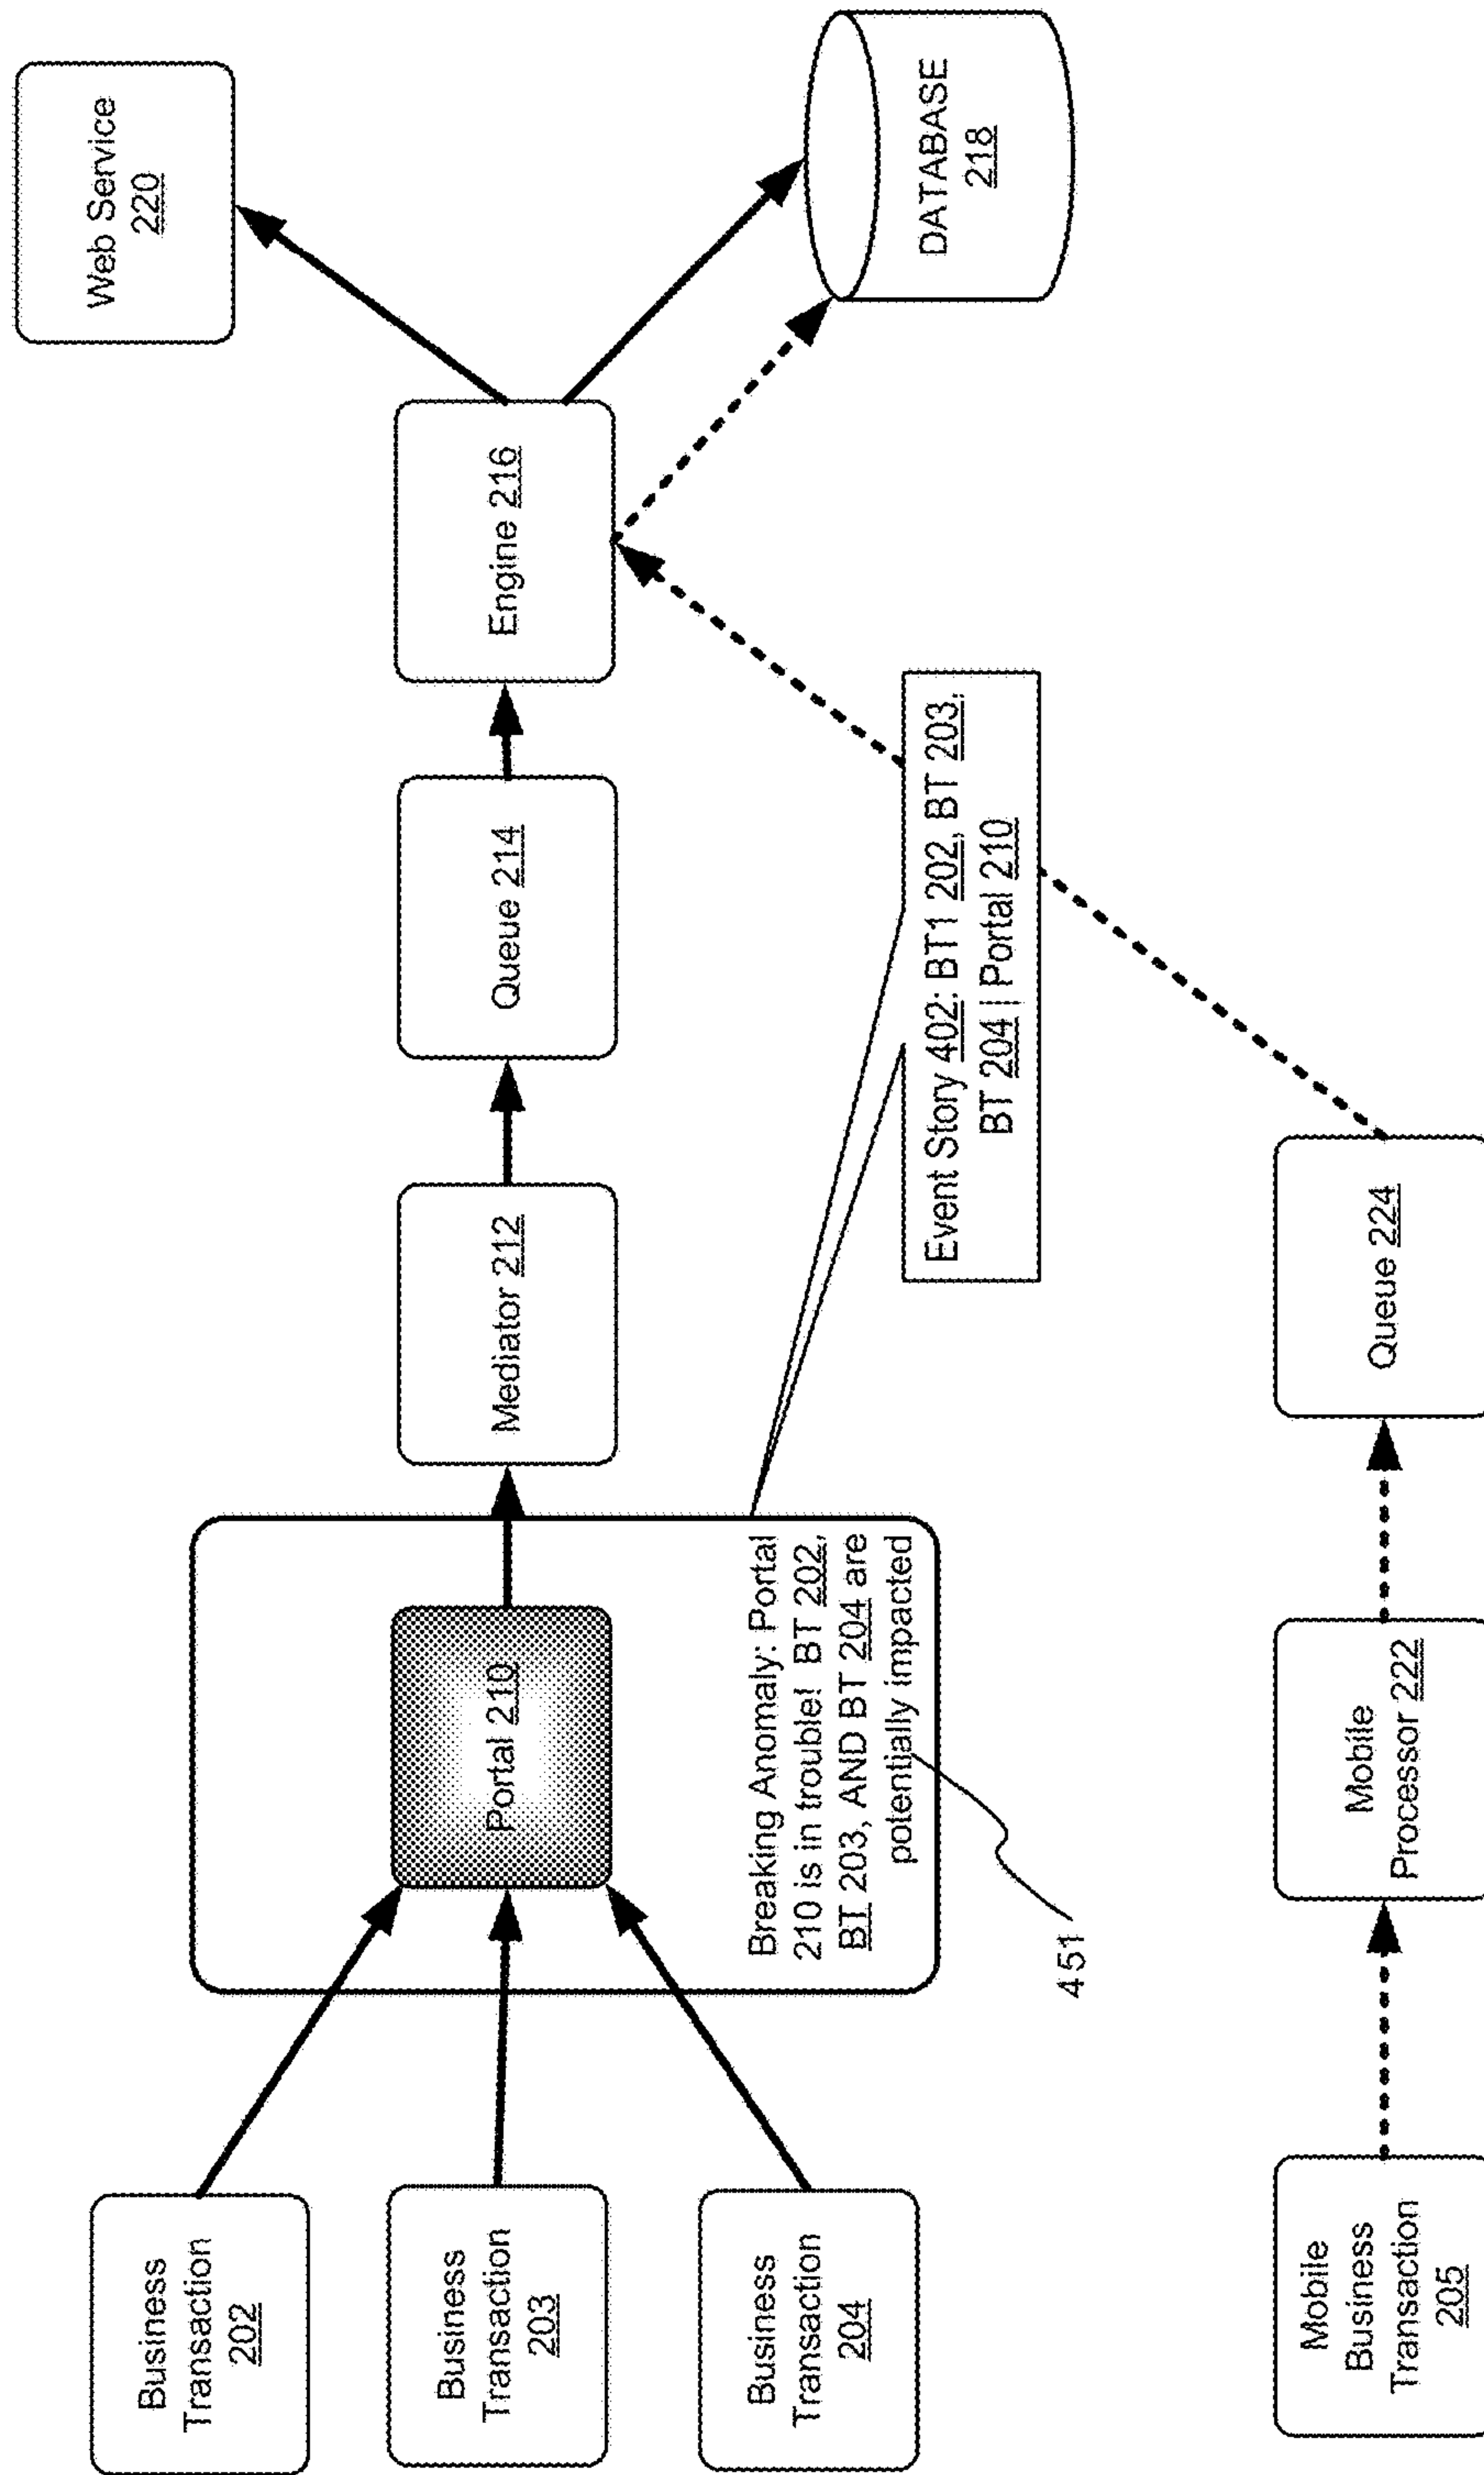 Business
Transaction
202
Business
Transaction
203
Business
Transaction
204
Portal 210
Breaking Anomaly: Portal
210 is in trouble! BT 202,
BT 203, AND BT 204 are
potentially impacted
451
Mediator 212
Queue 214
Engine 216
Web Service
220
DATABASE
218
Event Story 402: BT1 202, BT 203,
BT 204 | Portal 210
Mobile
Business
Transaction
205
Mobile
Processor 222
Queue 224